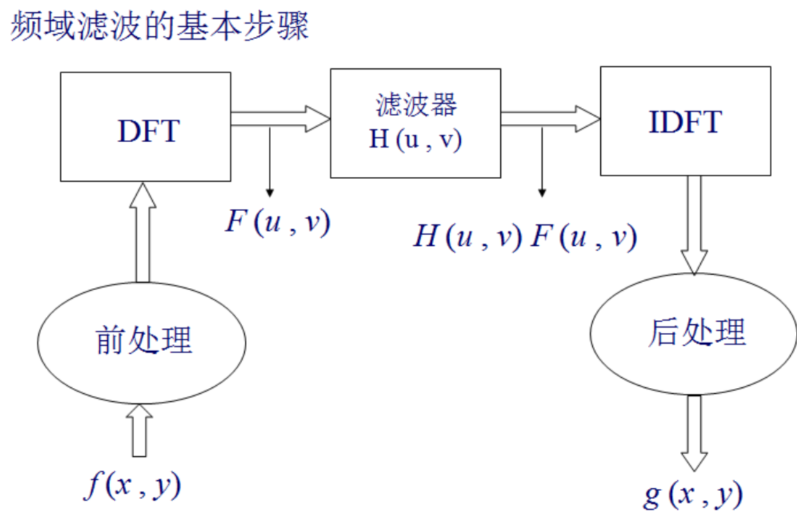 频域滤波的基本步骤
DFT
滤波器
H(u , v)
IDFT
F(u , v)
H(u , v) F(u , v)
前处理
后处理
f(x , y)
g(x , y)